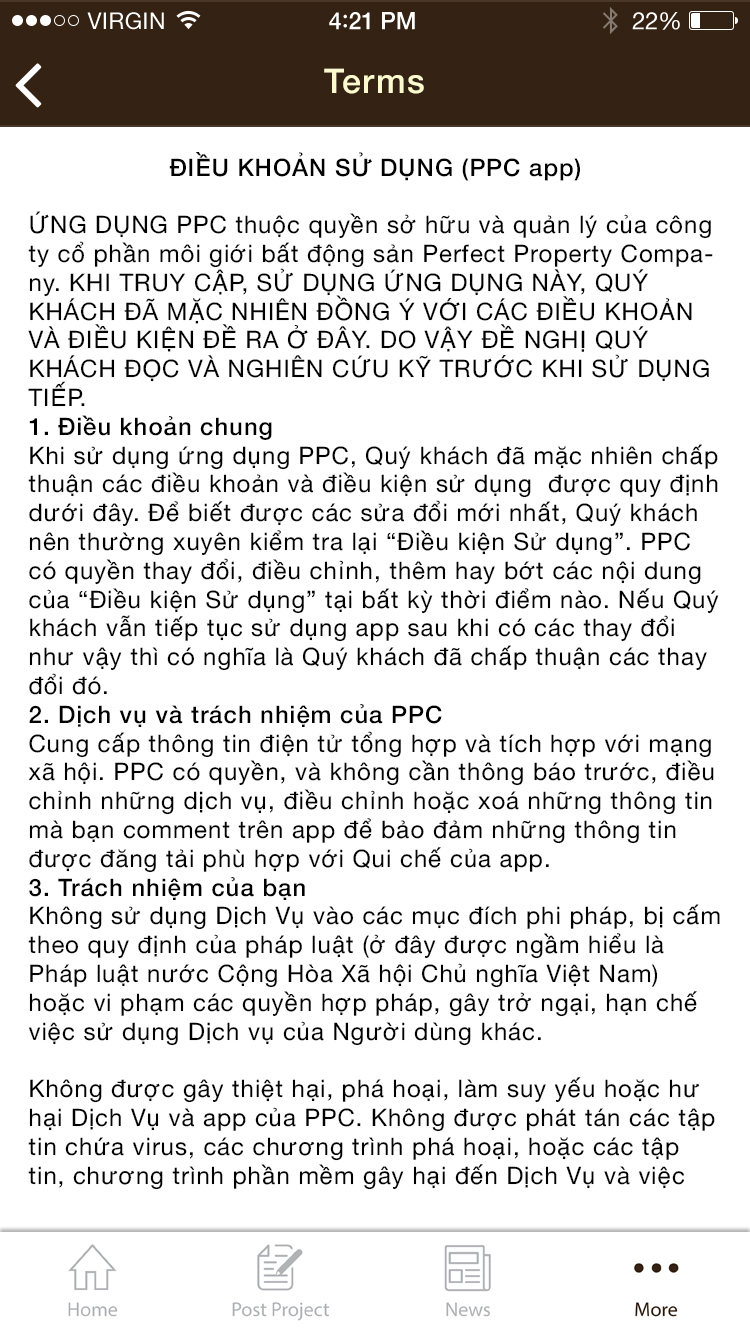 VIRGIN 4:21 PM 22%
Terms
ĐIỀU KHOẢN SỬ DỤNG (PPC app)
ỨNG DỤNG PPC thuộc quyền sở hữu và quản lý của công
ty cổ phần môi giới bất động sản Perfect Property Compa-
ny. KHI TRUY CẬP, SỬ DỤNG ỨNG DỤNG NÀY, QUÝ
KHÁCH ĐÃ MẶC NHIÊN ĐỒNG Ý VỚI CÁC ĐIỀU KHOẢN
VÀ ĐIỀU KIỆN ĐỀ RA Ở ĐÂY. DO VẬY ĐỀ NGHỊ QUÝ
KHÁCH ĐỌC VÀ NGHIÊN CỨU KỸ TRƯỚC KHI SỬ DỤNG
TIẾP.
1. Điều khoản chung
Khi sử dụng ứng dụng PPC, Quý khách đã mặc nhiên chấp
thuận các điều khoản và điều kiện sử dụng  được quy định
dưới đây. Để biết được các sửa đổi mới nhất, Quý khách
nên thường xuyên kiểm tra lại “Điều kiện Sử dụng”. PPC
có quyền thay đổi, điều chỉnh, thêm hay bớt các nội dung
của “Điều kiện Sử dụng” tại bất kỳ thời điểm nào. Nếu Quý
khách vẫn tiếp tục sử dụng app sau khi có các thay đổi
như vậy thì có nghĩa là Quý khách đã chấp thuận các thay
đổi đó.
2. Dịch vụ và trách nhiệm của PPC
Cung cấp thông tin điện tử tổng hợp và tích hợp với mạng
xã hội. PPC có quyền, và không cần thông báo trước, điều
chỉnh những dịch vụ, điều chỉnh hoặc xoá những thông tin
mà bạn comment trên app để bảo đảm những thông tin
được đăng tải phù hợp với Qui chế của app.
3. Trách nhiệm của bạn
Không sử dụng Dịch Vụ vào các mục đích phi pháp, bị cấm
theo quy định của pháp luật (ở đây được ngầm hiểu là
Pháp luật nước Cộng Hòa Xã hội Chủ nghĩa Việt Nam)
hoặc vi phạm các quyền hợp pháp, gây trở ngại, hạn chế
việc sử dụng Dịch vụ của Người dùng khác.
Không được gây thiệt hại, phá hoại, làm suy yếu hoặc hư
hại Dịch Vụ và app của PPC. Không được phát tán các tập
tin chứa virus, các chương trình phá hoại, hoặc các tập
tin, chương trình phần mềm gây hại đến Dịch Vụ và việc
Home Post Project News More